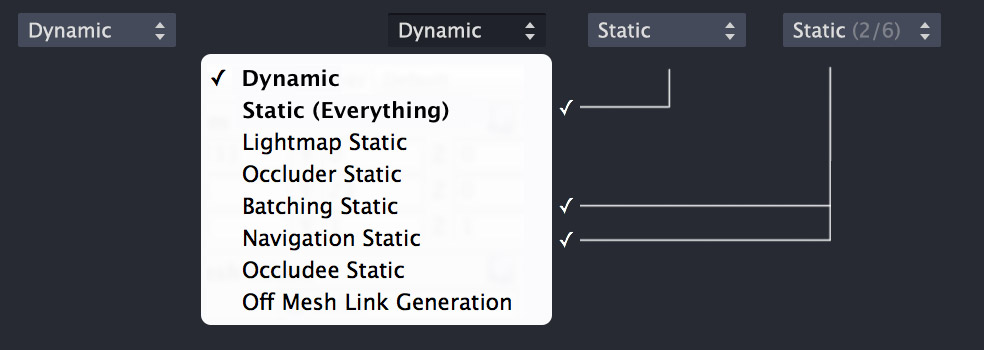 Dynamic
Dynamic
Static
Static (2/6)
✓ Dynamic
Static (Everything)
✓
Lightmap Static
Occluder Static
Batching Static
✓
Navigation Static
✓
Occludee Static
Off Mesh Link Generation